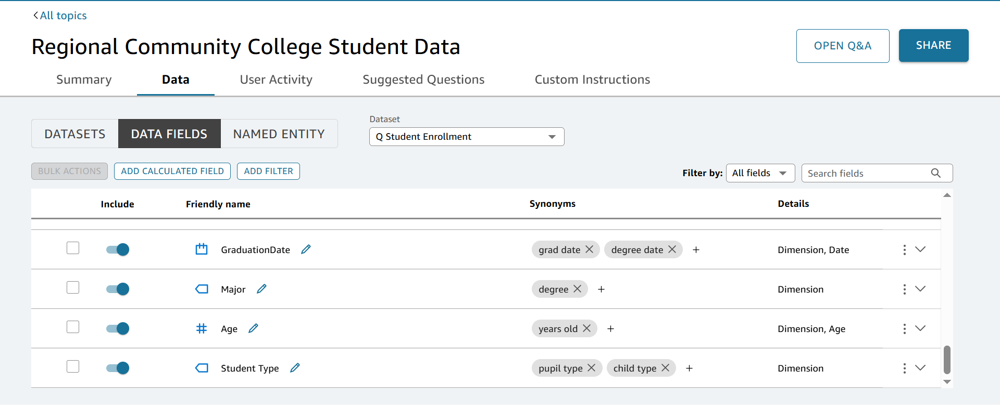 All topics
Regional Community College Student Data
OPEN Q&A
SHARE
Summary
Data
User Activity
Suggested Questions
Custom Instructions
DATASETS
DATA FIELDS
NAMED ENTITY
Dataset
Q Student Enrollment
BULK ACTIONS
ADD CALCULATED FIELD
ADD FILTER
Filter by:
All fields
Search fields
Include
Friendly name
Synonyms
Details
GraduationDate
grad date
degree date
Dimension, Date
Major
degree
Dimension
Age
years old
Dimension, Age
Student Type
pupil type
child type
Dimension